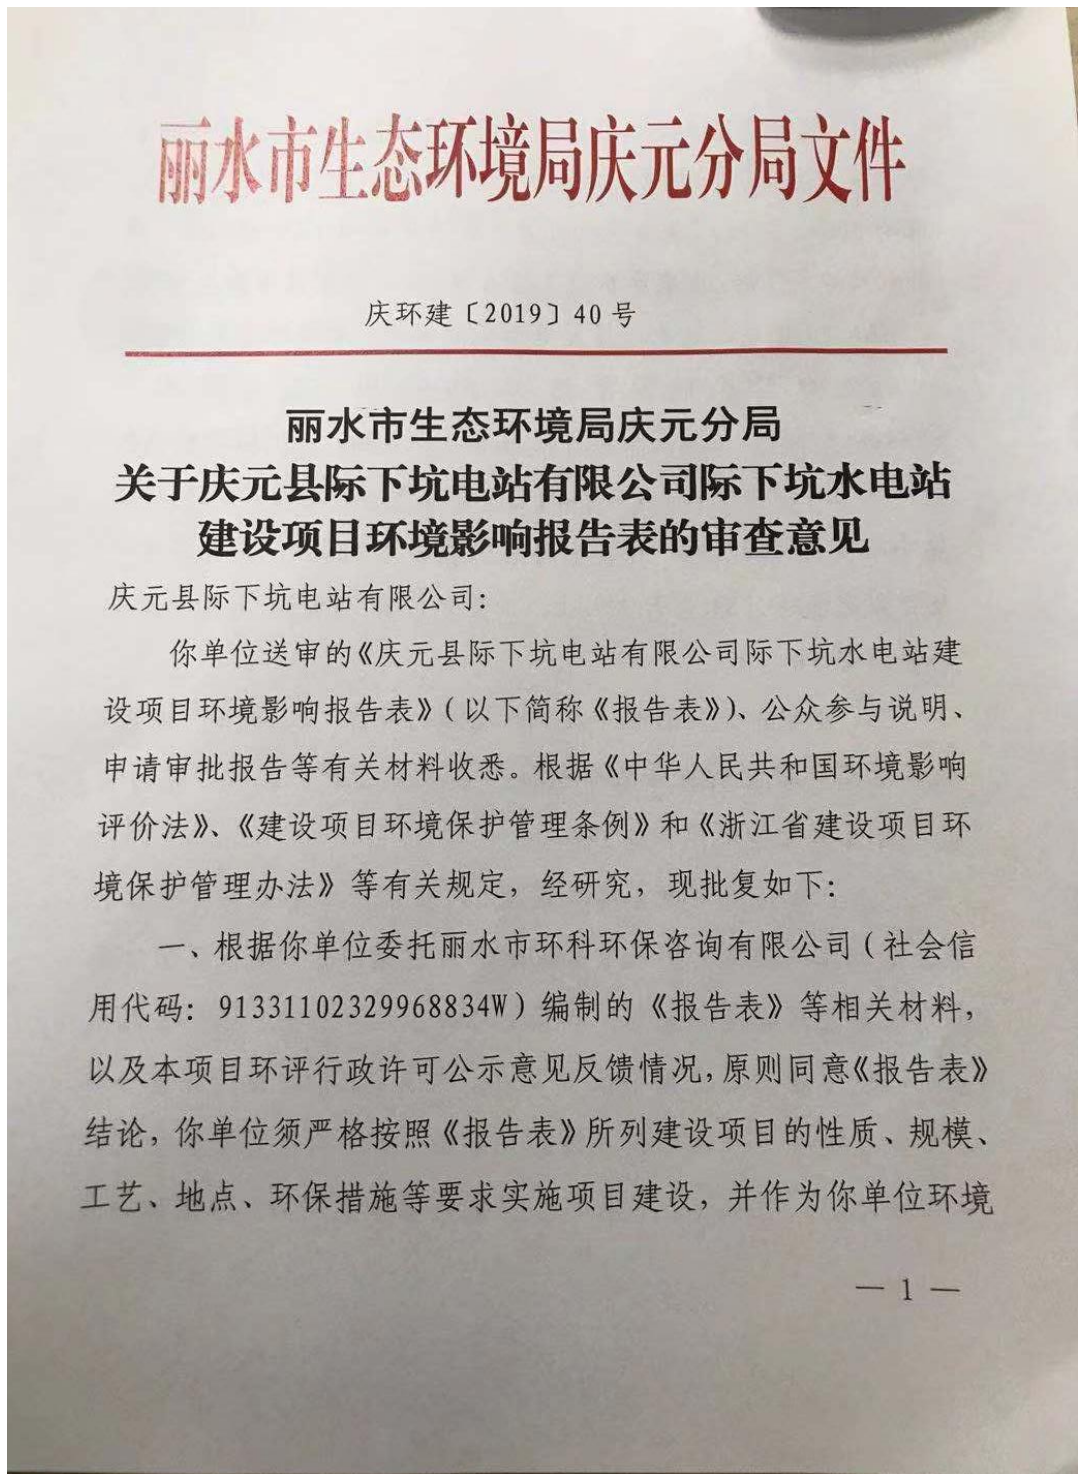 丽水市生态环境局庆元分局文件
庆环建〔2019〕40号
丽水市生态环境局庆元分局
关于庆元县际下坑电站有限公司际下坑水电站
建设项目环境影响报告表的审查意见
庆元县际下坑电站有限公司：
你单位送审的《庆元县际下坑电站有限公司际下坑水电站建
设项目环境影响报告表》（以下简称《报告表》）、公众参与说明、
申请审批报告等有关材料收悉。根据《中华人民共和国环境影响
评价法》、《建设项目环境保护管理条例》和《浙江省建设项目环
境保护管理办法》等有关规定，经研究，现批复如下：
一、根据你单位委托丽水市环科环保咨询有限公司（社会信
用代码：91331102329968834W）编制的《报告表》等相关材料，
以及本项目环评行政许可公示意见反馈情况，原则同意《报告表》
结论，你单位须严格按照《报告表》所列建设项目的性质、规模、
工艺、地点、环保措施等要求实施项目建设，并作为你单位环境
— 1 —